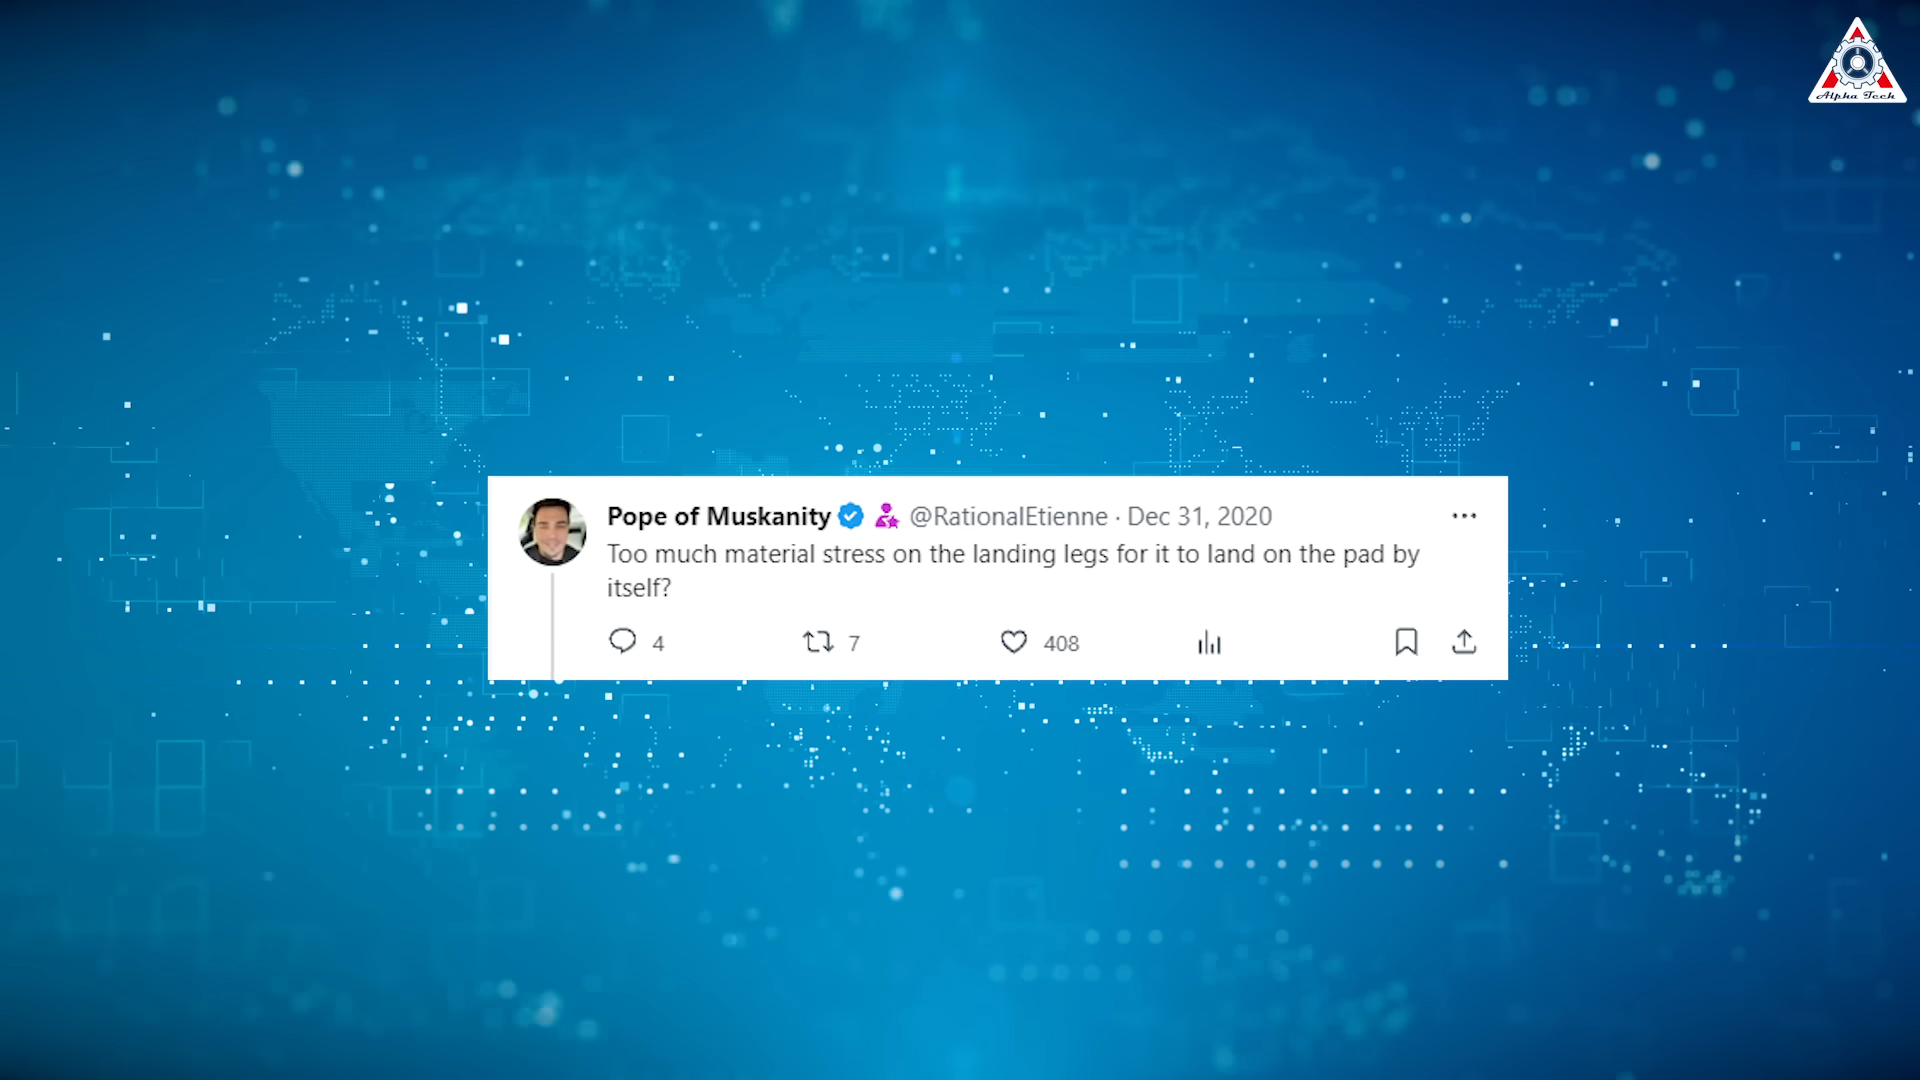 Alpha Tech
Pope of Muskanity @RationalEtienne · Dec 31, 2020
Too much material stress on the landing legs for it to land on the pad by
itself?
4 7 408